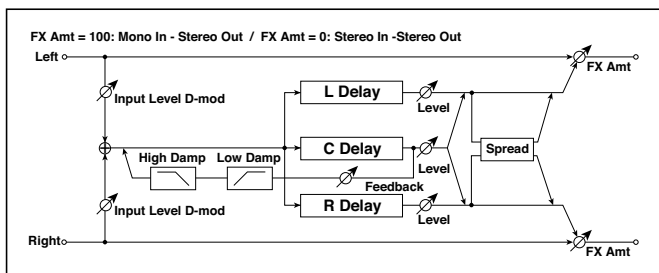 FX Amt = 100: Mono In - Stereo Out / FX Amt = 0: Stereo In -Stereo Out
Left
FX Amt
Input Level D-mod
L Delay
Level
High Damp
Low Damp
C Delay
Level
Spread
Feedback
Input Level D-mod
R Delay
Level
Right
FX Amt